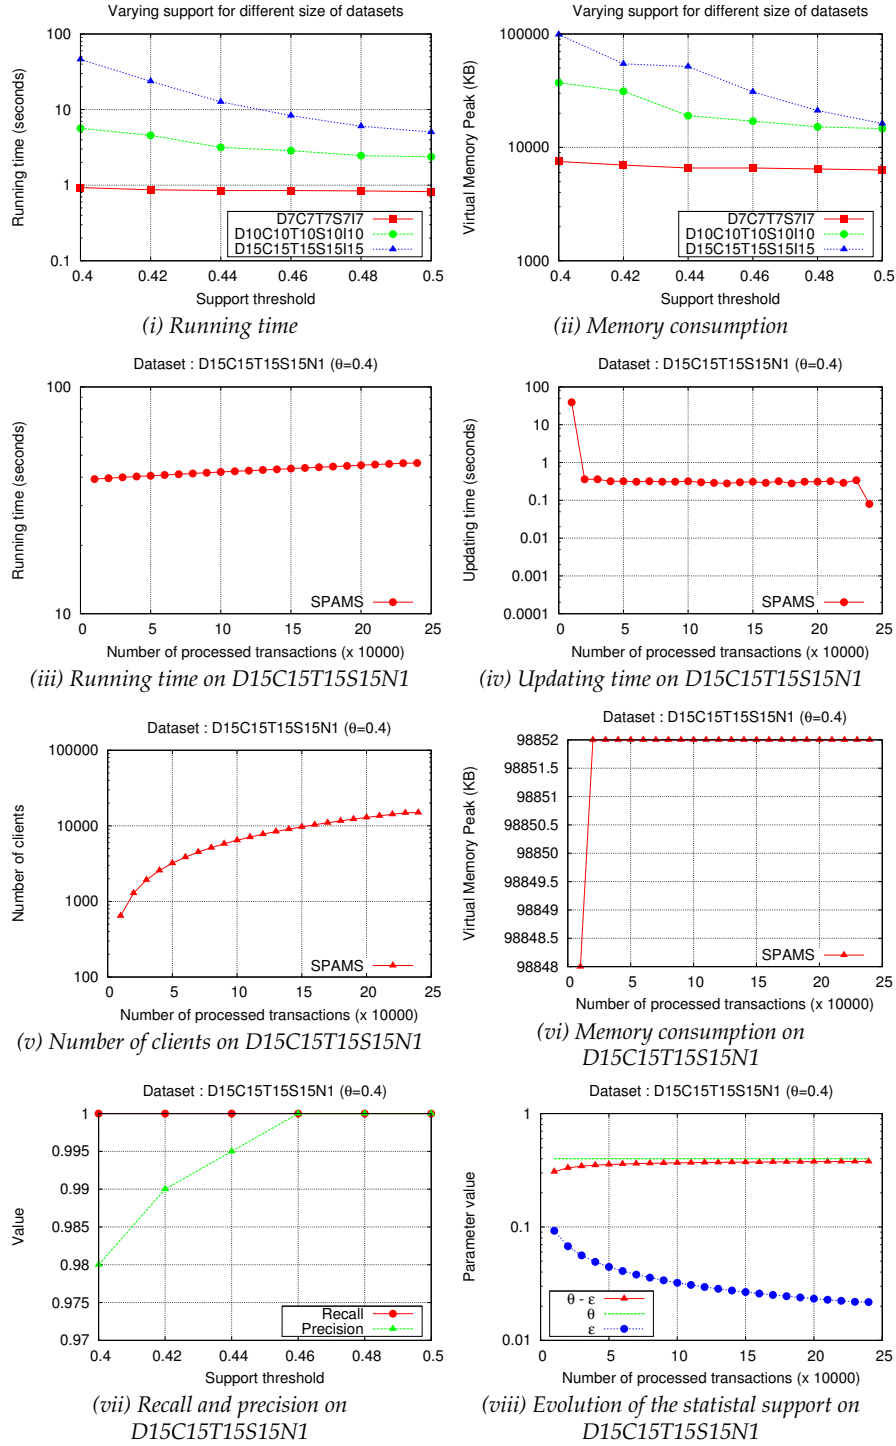 Varying support for different size of datasets
Running time (seconds)
100
10
1
0.1
D7C7T7S7I7
D10C10T10S10I10
D15C15T15S15I15
0.4 0.42 0.44 0.46 0.48 0.5
Support threshold
(i) Running time
Varying support for different size of datasets
Virtual Memory Peak (KB)
100000
10000
1000
D7C7T7S7I7
D10C10T10S10I10
D15C15T15S15I15
0.4 0.42 0.44 0.46 0.48 0.5
Support threshold
(ii) Memory consumption
Dataset : D15C15T15S15N1 (θ=0.4)
Running time (seconds)
100
10
SPAMS
0 5 10 15 20 25
Number of processed transactions (x 10000)
(iii) Running time on D15C15T15S15N1
Dataset : D15C15T15S15N1 (θ=0.4)
Updating time (seconds)
100
10
1
0.1
0.01
0.001
0.0001
SPAMS
0 5 10 15 20 25
Number of processed transactions (x 10000)
(iv) Updating time on D15C15T15S15N1
Dataset : D15C15T15S15N1 (θ=0.4)
Number of clients
100000
10000
1000
100
SPAMS
0 5 10 15 20 25
Number of processed transactions (x 10000)
(v) Number of clients on D15C15T15S15N1
Dataset : D15C15T15S15N1 (θ=0.4)
Virtual Memory Peak (KB)
98852
98851.5
98851
98850.5
98850
98849.5
98849
98848.5
98848
SPAMS
0 5 10 15 20 25
Number of processed transactions (x 10000)
(vi) Memory consumption on
D15C15T15S15N1
Dataset : D15C15T15S15N1 (θ=0.4)
Value
1
0.995
0.99
0.985
0.98
0.975
0.97
Recall
Precision
0.4 0.42 0.44 0.46 0.48 0.5
Support threshold
(vii) Recall and precision on
D15C15T15S15N1
Dataset : D15C15T15S15N1 (θ=0.4)
Parameter value
1
0.1
0.01
θ - ε
θ
ε
0 5 10 15 20 25
Number of processed transactions (x 10000)
(viii) Evolution of the statistal support on
D15C15T15S15N1